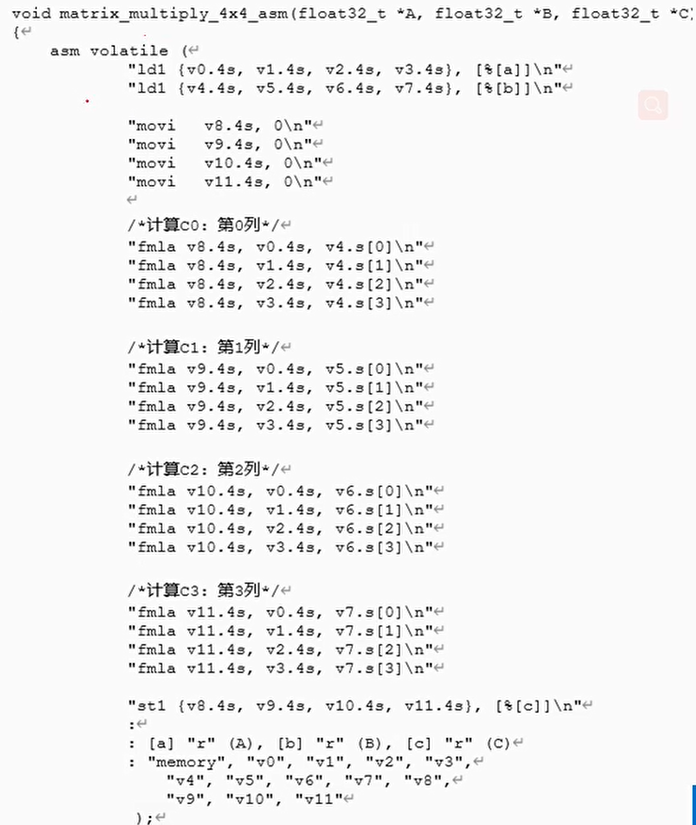 void matrix_multiply_4x4_asm(float32_t *A, float32_t *B, float32_t *C
{↵
asm volatile (↵
"ld1 {v0.4s, v1.4s, v2.4s, v3.4s}, [%[a]]\n"↵
"ld1 {v4.4s, v5.4s, v6.4s, v7.4s}, [%[b]]\n"↵
"movi v8.4s, 0\n"↵
"movi v9.4s, 0\n"↵
"movi v10.4s, 0\n"↵
"movi v11.4s, 0\n"↵
↵
/*计算C0: 第0列*/↵
"fmla v8.4s, v0.4s, v4.s[0]\n"↵
"fmla v8.4s, v1.4s, v4.s[1]\n"↵
"fmla v8.4s, v2.4s, v4.s[2]\n"↵
"fmla v8.4s, v3.4s, v4.s[3]\n"↵
/*计算C1: 第1列*/↵
"fmla v9.4s, v0.4s, v5.s[0]\n"↵
"fmla v9.4s, v1.4s, v5.s[1]\n"↵
"fmla v9.4s, v2.4s, v5.s[2]\n"↵
"fmla v9.4s, v3.4s, v5.s[3]\n"↵
/*计算C2: 第2列*/↵
"fmla v10.4s, v0.4s, v6.s[0]\n"↵
"fmla v10.4s, v1.4s, v6.s[1]\n"↵
"fmla v10.4s, v2.4s, v6.s[2]\n"↵
"fmla v10.4s, v3.4s, v6.s[3]\n"↵
/*计算C3: 第3列*/↵
"fmla v11.4s, v0.4s, v7.s[0]\n"↵
"fmla v11.4s, v1.4s, v7.s[1]\n"↵
"fmla v11.4s, v2.4s, v7.s[2]\n"↵
"fmla v11.4s, v3.4s, v7.s[3]\n"↵
"st1 {v8.4s, v9.4s, v10.4s, v11.4s}, [%[c]]\n"↵
:↵
: [a] "r" (A), [b] "r" (B), [c] "r" (C)↵
: "memory", "v0", "v1", "v2", "v3",↵
"v4", "v5", "v6", "v7", "v8",↵
"v9", "v10", "v11"↵
);↵